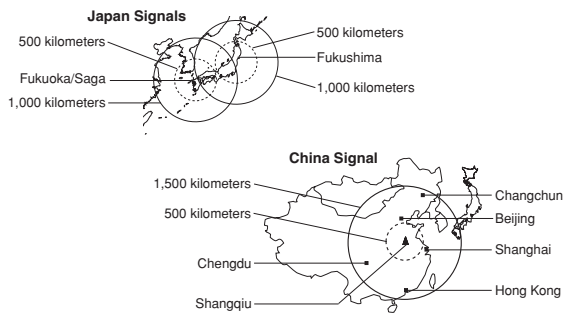 Japan Signals
500 kilometers
500 kilometers
Fukushima
Fukuoka/Saga
1,000 kilometers
1,000 kilometers
China Signal
1,500 kilometers
Changchun
500 kilometers
Beijing
Shanghai
Chengdu
Hong Kong
Shangqiu